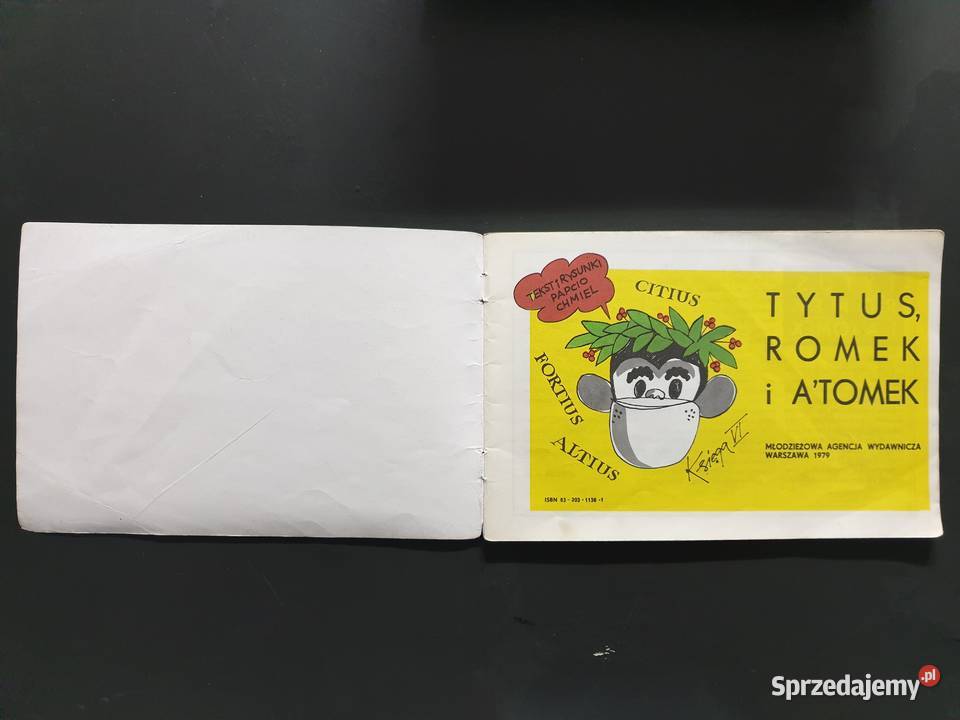 TEKST i RYSUNKI
PAPCIO
CHMIEL
CITIUS
FORTIUS
ALTIUS
Księga VI
TYTUS,
ROMEK
i A'TOMEK
MŁODZIEŻOWA AGENCJA WYDAWNICZA
WARSZAWA 1979
ISBN 83-203-1136-1
Sprzedajemy.pl